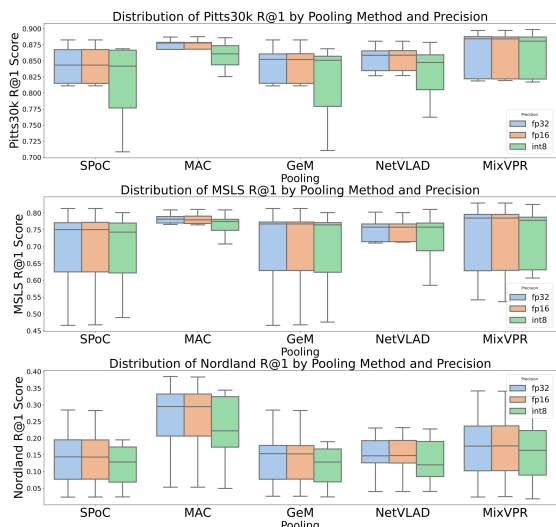 Distribution of Pitts30k R@1 by Pooling Method and Precision
Pitts30k R@1 Score
0.900
0.875
0.850
0.825
0.800
0.775
0.750
0.725
0.700
Precision
fp32
fp16
int8
SPoC MAC GeM NetVLAD MixVPR
Pooling
Distribution of MSLS R@1 by Pooling Method and Precision
MSLS R@1 Score
0.80
0.75
0.70
0.65
0.60
0.55
0.50
0.45
Precision
fp32
fp16
int8
SPoC MAC GeM NetVLAD MixVPR
Pooling
Distribution of Nordland R@1 by Pooling Method and Precision
Nordland R@1 Score
0.40
0.35
0.30
0.25
0.20
0.15
0.10
0.05
Precision
fp32
fp16
int8
SPoC MAC GeM NetVLAD MixVPR
Pooling